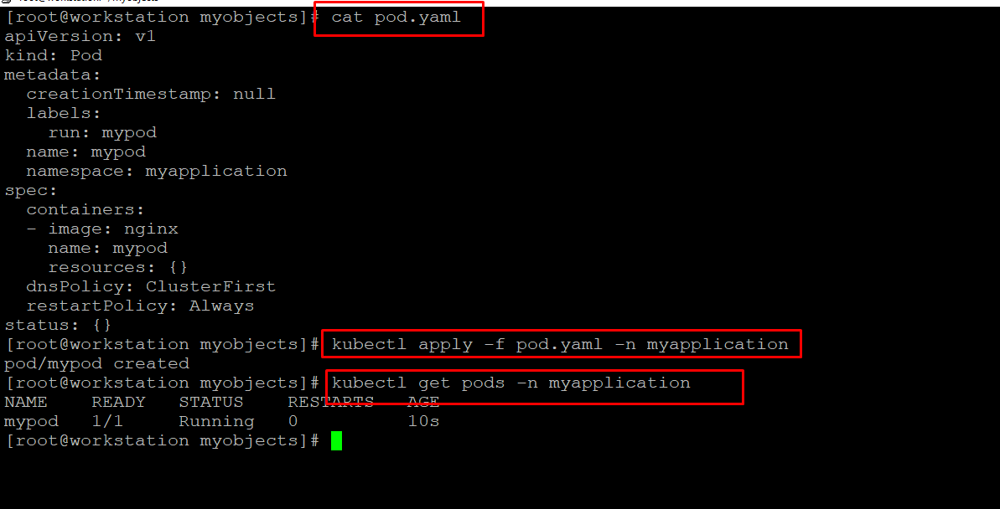 [root@workstation myobjects]# cat pod.yaml
apiVersion: v1
kind: Pod
metadata:
  creationTimestamp: null
  labels:
    run: mypod
  name: mypod
  namespace: myapplication
spec:
  containers:
  - image: nginx
    name: mypod
    resources: {}
  dnsPolicy: ClusterFirst
  restartPolicy: Always
status: {}
[root@workstation myobjects]# kubectl apply -f pod.yaml -n myapplication
pod/mypod created
[root@workstation myobjects]# kubectl get pods -n myapplication
NAME    READY   STATUS    RESTARTS   AGE
mypod   1/1     Running   0          10s
[root@workstation myobjects]#